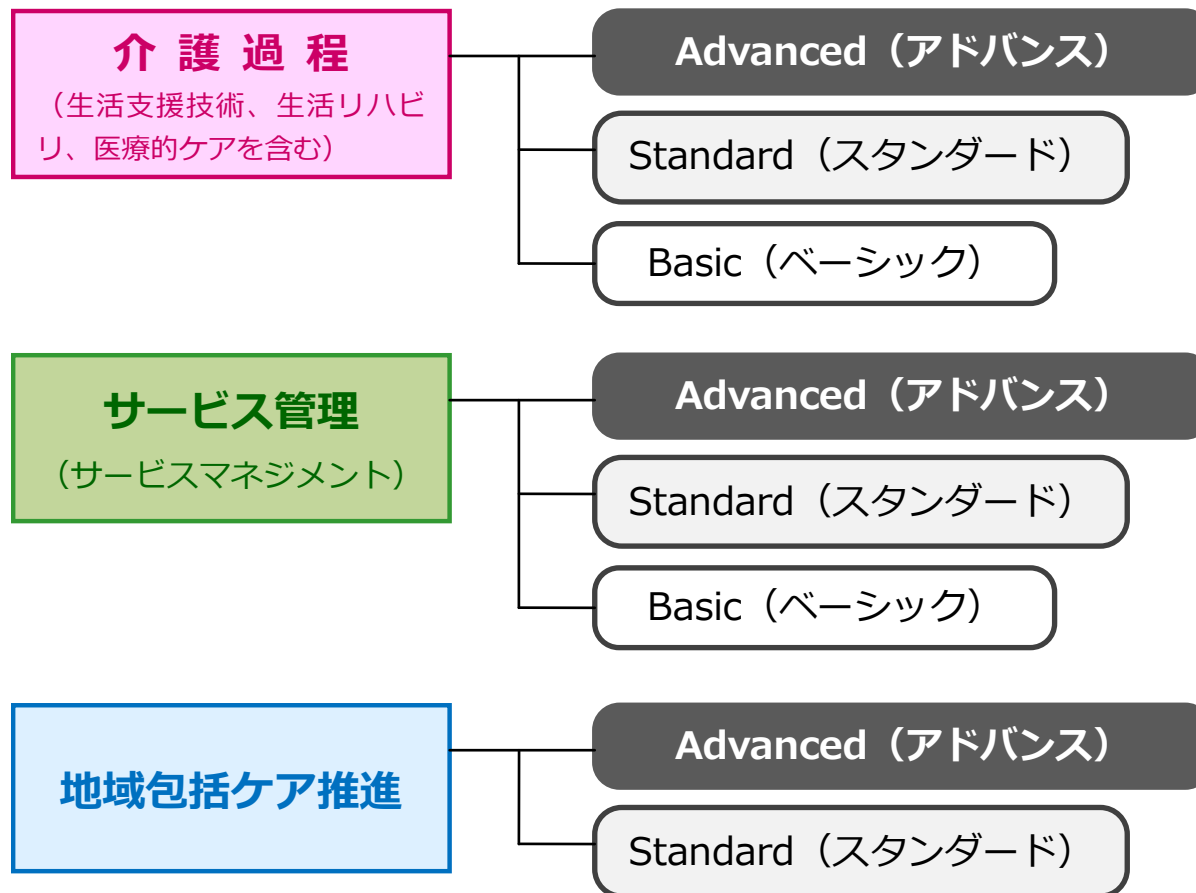 介 護 過 程
（生活支援技術、生活リハビ
リ、医療的ケアを含む）
Advanced（アドバンス）
Standard（スタンダード）
Basic（ベーシック）
サービス管理
（サービスマネジメント）
Advanced（アドバンス）
Standard（スタンダード）
Basic（ベーシック）
地域包括ケア推進
Advanced（アドバンス）
Standard（スタンダード）